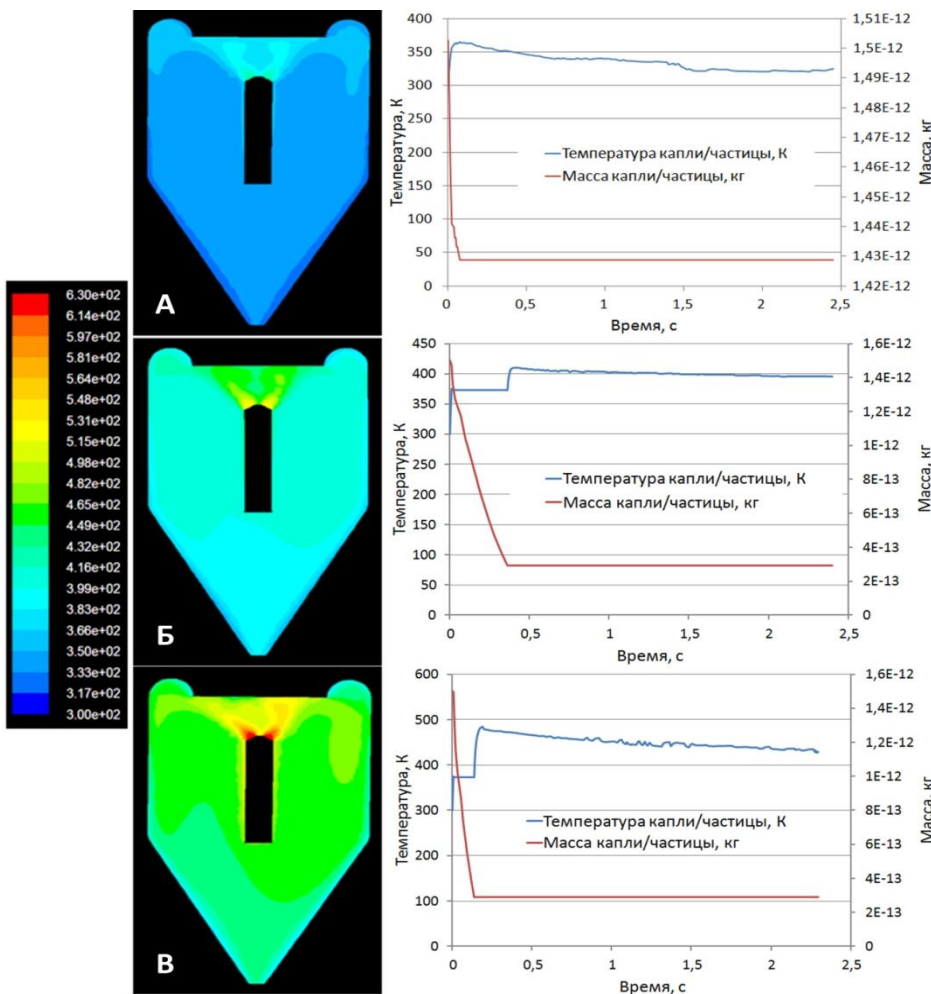 6.30e+02
6.14e+02
5.97e+02
5.81e+02
5.64e+02
5.48e+02
5.31e+02
5.15e+02
4.98e+02
4.65e+02
4.49e+02
4.32e+02
4.16e+02
3.99e+02
3.83e+02
3.66e+02
3.50e+02
3.33e+02
3.17e+02
3.00e+02
А
Температура, К
400
350
300
250
200
150
100
50
0
Температура капли/частицы, К
Масса капли/частицы, кг
1,51E-12
1,5E-12
1,49E-12
1,48E-12
1,47E-12
1,46E-12
1,45E-12
1,44E-12
1,43E-12
1,42E-12
Масса, кг
0 0,5 1 1,5 2 2,5
Время, с
Б
Температура, К
450
400
350
300
250
200
150
100
50
0
Температура капли/частицы, К
Масса капли/частицы, кг
1,6E-12
1,4E-12
1,2E-12
1E-12
8E-13
6E-13
4E-13
2E-13
0
Масса, кг
0 0,5 1 1,5 2 2,5
Время, с
В
Температура, К
600
500
400
300
200
100
0
Температура капли/частицы, К
Масса капли/частицы, кг
1,6E-12
1,4E-12
1,2E-12
1E-12
8E-13
6E-13
4E-13
2E-13
0
Масса, кг
0 0,5 1 1,5 2 2,5
Время, с